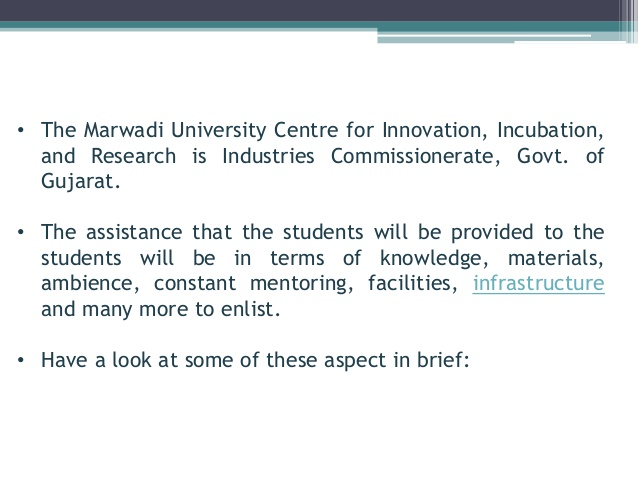 • The Marwadi University Centre for Innovation, Incubation,
and Research is Industries Commissionerate, Govt. of
Gujarat.
• The assistance that the students will be provided to the
students will be in terms of knowledge, materials,
ambience, constant mentoring, facilities, infrastructure
and many more to enlist.
• Have a look at some of these aspect in brief: